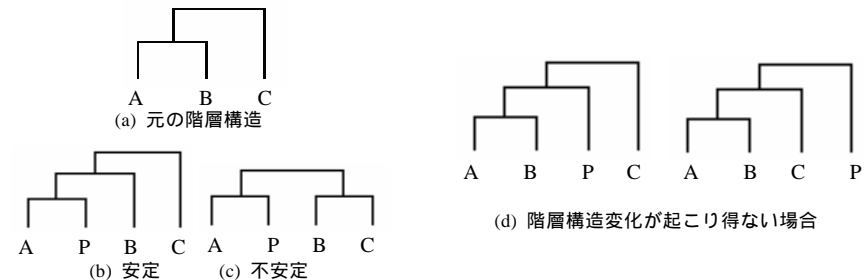 A B C
(a) 元の階層構造
A P B C
(b) 安定
A P B C
(c) 不安定
A B P C
A B C P
(d) 階層構造変化が起こり得ない場合